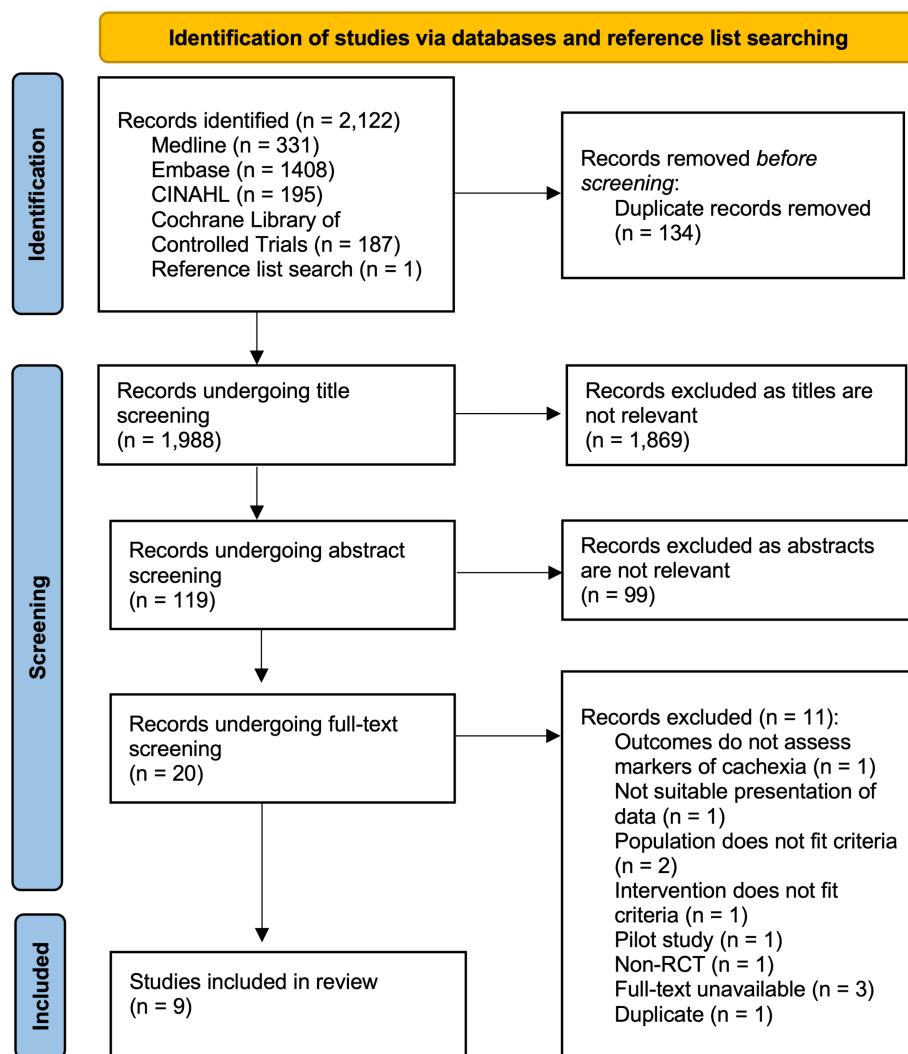 Identification of studies via databases and reference list searching
Identification
Records identified (n = 2,122)
Medline (n = 331)
Embase (n = 1408)
CINAHL (n = 195)
Cochrane Library of
Controlled Trials (n = 187)
Reference list search (n = 1)
Records removed before
screening:
Duplicate records removed
(n = 134)
Screening
Records undergoing title
screening
(n = 1,988)
Records excluded as titles are
not relevant
(n = 1,869)
Records undergoing abstract
screening
(n = 119)
Records excluded as abstracts
are not relevant
(n = 99)
Records undergoing full-text
screening
(n = 20)
Records excluded (n = 11):
Outcomes do not assess
markers of cachexia (n = 1)
Not suitable presentation of
data (n = 1)
Population does not fit criteria
(n = 2)
Intervention does not fit
criteria (n = 1)
Pilot study (n = 1)
Non-RCT (n = 1)
Full-text unavailable (n = 3)
Duplicate (n = 1)
Included
Studies included in review
(n = 9)